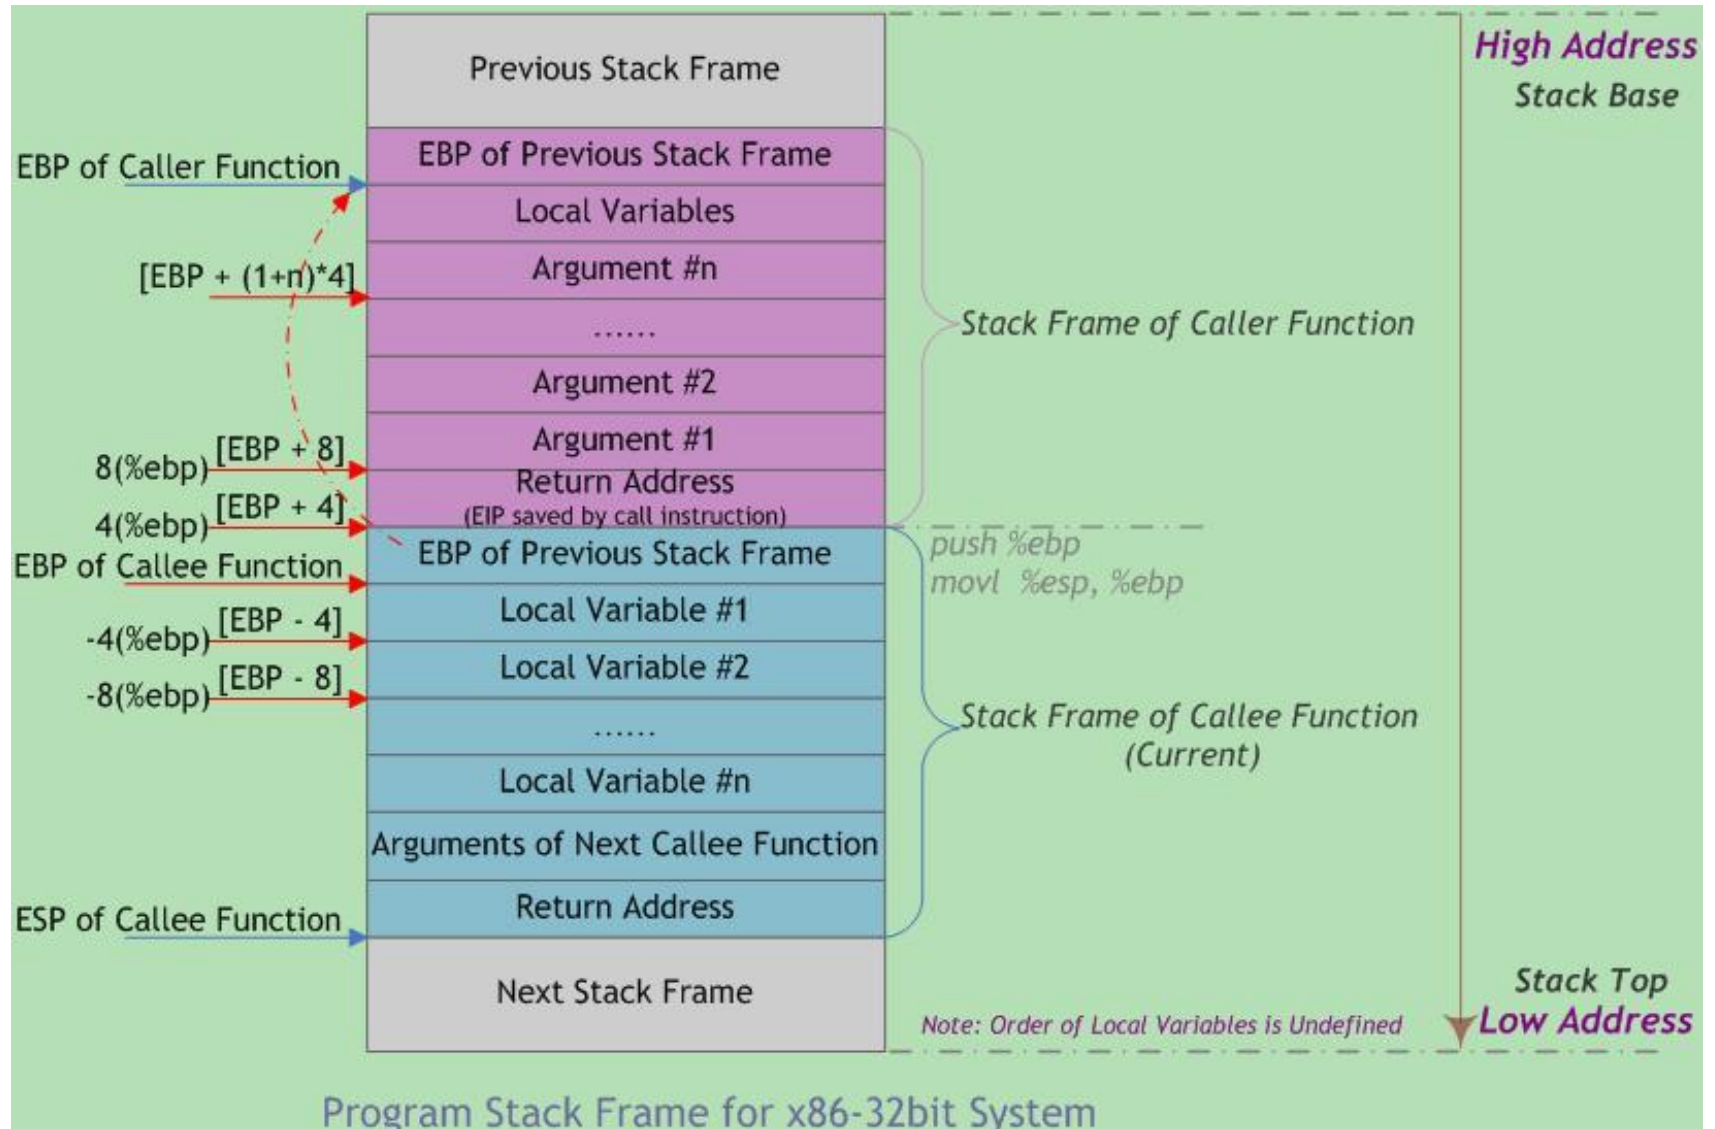 High Address
Stack Base
Previous Stack Frame
EBP of Previous Stack Frame
EBP of Caller Function
Local Variables
[EBP + (1+n)*4]
Argument #n
......
Stack Frame of Caller Function
Argument #2
Argument #1
8(%ebp)
[EBP + 8]
Return Address
(EIP saved by call instruction)
4(%ebp)
[EBP + 4]
push %ebp
movl %esp, %ebp
EBP of Previous Stack Frame
EBP of Callee Function
Local Variable #1
-4(%ebp)
[EBP - 4]
Local Variable #2
-8(%ebp)
[EBP - 8]
......
Stack Frame of Callee Function
(Current)
Local Variable #n
Arguments of Next Callee Function
Return Address
ESP of Callee Function
Next Stack Frame
Stack Top
Low Address
Note: Order of Local Variables is Undefined
Program Stack Frame for x86-32bit System